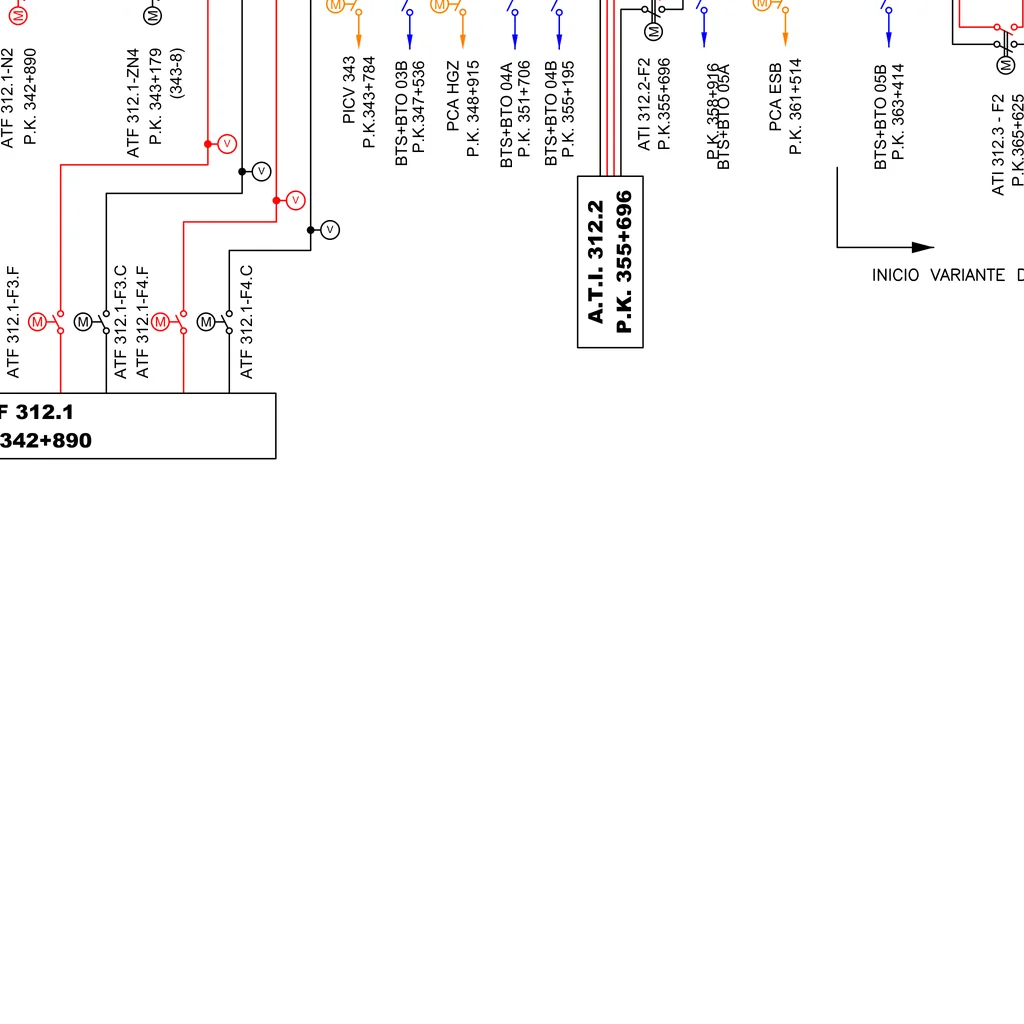 ATF 312.1-N2
P.K. 342+890
ATF 312.1-ZN4
P.K. 343+179
(343-8)
PICV 343
P.K.343+784
BTS+BTO 03B
P.K.347+536
PCA HGZ
P.K. 348+915
BTS+BTO 04A
P.K. 351+706
BTS+BTO 04B
P.K. 355+195
ATI 312.2-F2
P.K.355+696
P.K. 358+916
BTS+BTO 05A
PCA ESB
P.K. 361+514
BTS+BTO 05B
P.K. 363+414
ATI 312.3 - F2
P.K.365+625
M
M
M
M
M
M
M
V
V
V
V
A.T.I. 312.2
P.K. 355+696
INICIO VARIANTE D
ATF 312.1-F3.F
M
M
ATF 312.1-F3.C
ATF 312.1-F4.F
M
M
ATF 312.1-F4.C
F 312.1
342+890